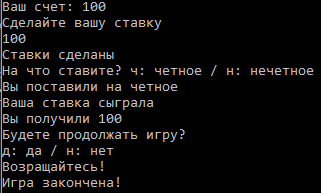 Ваш счет: 100
Сделайте вашу ставку
100
Ставки сделаны
На что ставите? ч: четное / н: нечетное
Вы поставили на четное
Ваша ставка сыграла
Вы получили 100
Будете продолжать игру?
д: да / н: нет
Возращайтесь!
Игра закончена!